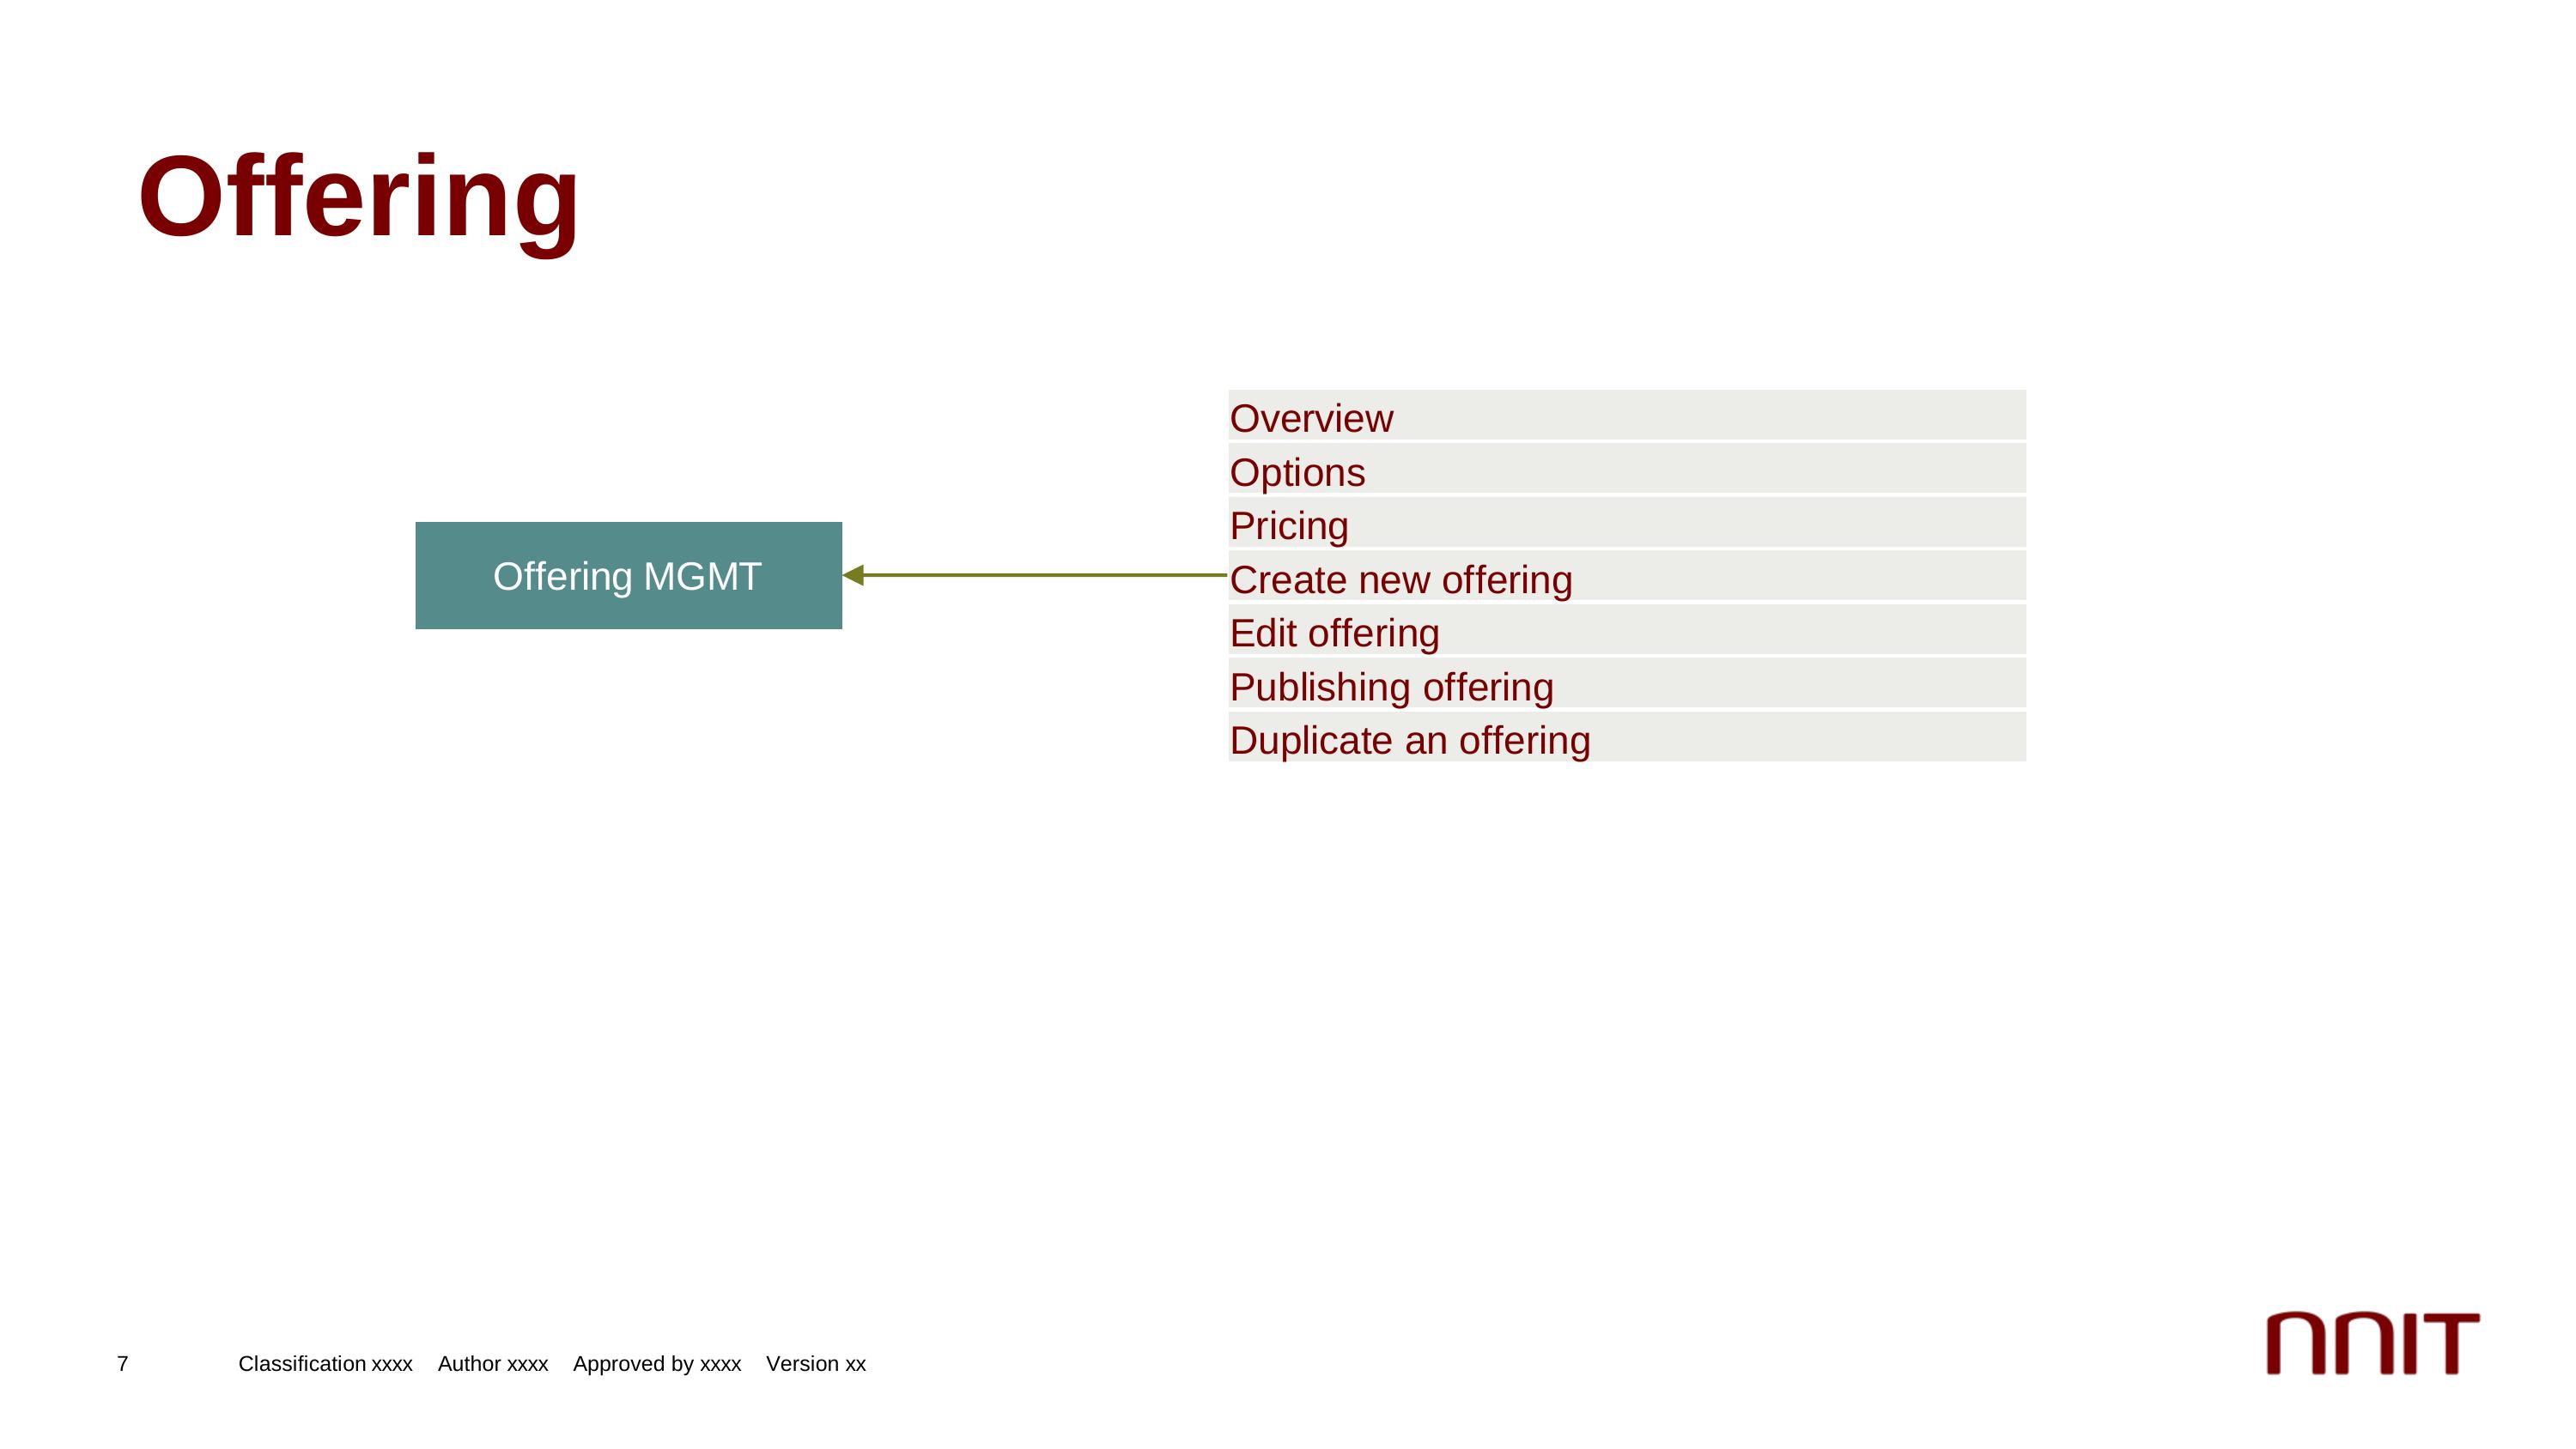 Offering
Overview
Options
Pricing
Offering MGMT
Create new offering
Edit offering
Publishing offering
Duplicate an offering
7 Classification xxxx Author xxxx Approved by xxxx Version xx
nnIT